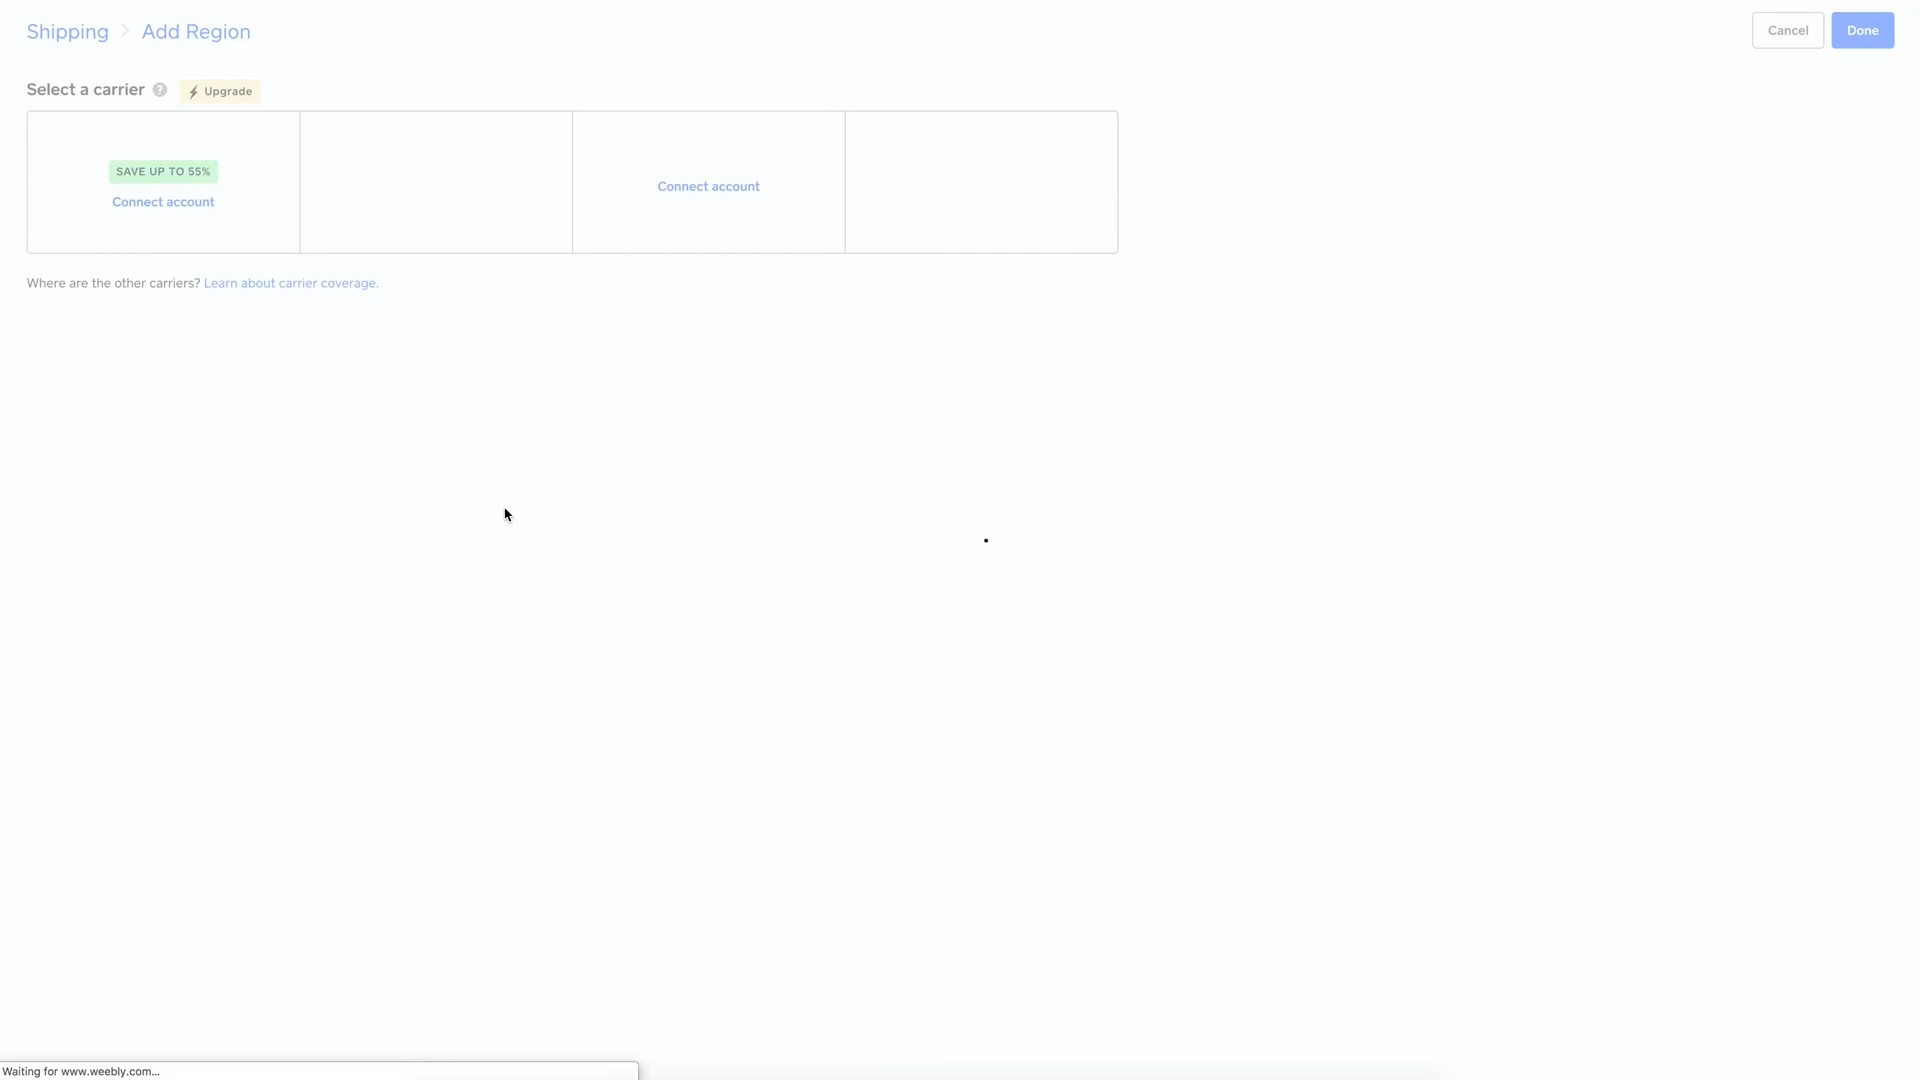 Shipping > Add Region
Cancel
Done
Select a carrier ?
Upgrade
SAVE UP TO 55%
Connect account
Connect account
Where are the other carriers? Learn about carrier coverage.
Waiting for www.weebly.com...